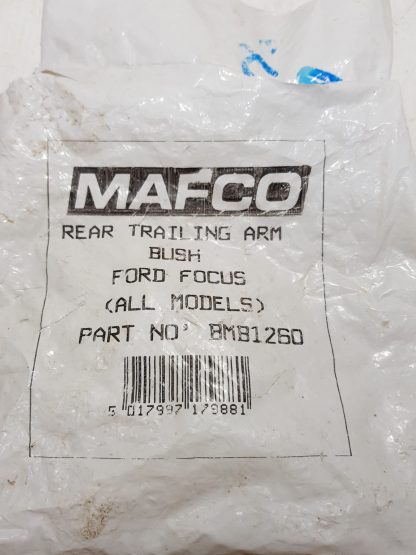 MAFCO
REAR TRAILING ARM
BUSH
FORD FOCUS
(ALL MODELS)
PART NO' BMB1260
5 017997 179881